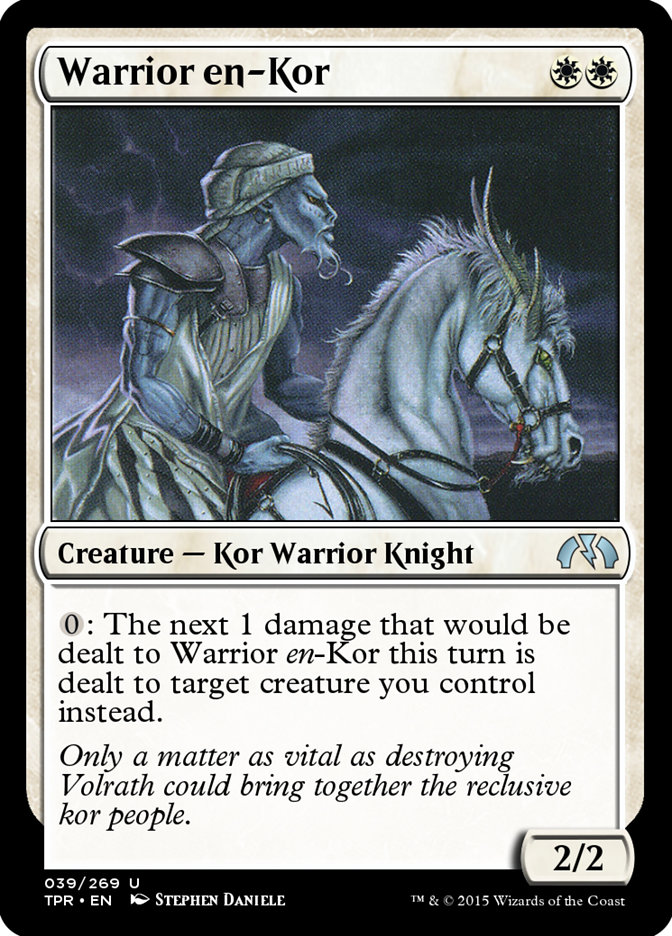 Warrior en-Kor
Creature — Kor Warrior Knight
0: The next 1 damage that would be
dealt to Warrior en-Kor this turn is
dealt to target creature you control
instead.
Only a matter as vital as destroying
Volrath could bring together the reclusive
kor people.
2/2
039/269 U
TPR • EN Stephen Daniele
™ & © 2015 Wizards of the Coast